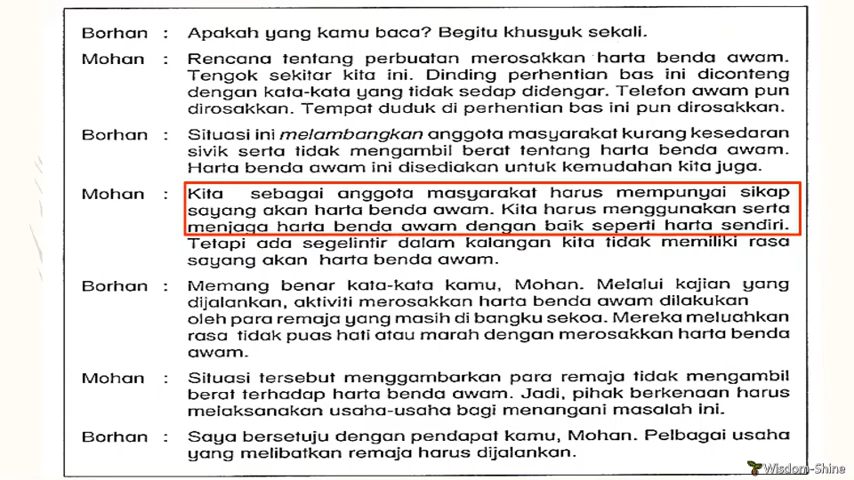 Borhan : Apakah yang kamu baca? Begitu khusyuk sekali.
Mohan : Rencana tentang perbuatan merosakkan harta benda awam.
Tengok sekitar kita ini. Dinding perhentian bas ini diconteng
dengan kata-kata yang tidak sedap didengar. Telefon awam pun
dirosakkan. Tempat duduk di perhentian bas ini pun dirosakkan.
Borhan : Situasi ini melambangkan anggota masyarakat kurang kesedaran
sivik serta tidak mengambil berat tentang harta benda awam.
Harta benda awam ini disediakan untuk kemudahan kita juga.
Mohan : Kita sebagai anggota masyarakat harus mempunyai sikap
sayang akan harta benda awam. Kita harus menggunakan serta
menjaga harta benda awam dengan baik seperti harta sendiri.
Tetapi ada segelintir dalam kalangan kita tidak memiliki rasa
sayang akan harta benda awam.
Borhan : Memang benar kata-kata kamu, Mohan. Melalui kajian yang
dijalankan, aktiviti merosakkan harta benda awam dilakukan
oleh para remaja yang masih di bangku sekoa. Mereka meluahkan
rasa tidak puas hati atau marah dengan merosakkan harta benda
awam.
Mohan : Situasi tersebut menggambarkan para remaja tidak mengambil
berat terhadap harta benda awam. Jadi, pihak berkenaan harus
melaksanakan usaha-usaha bagi menangani masalah ini.
Borhan : Saya bersetuju dengan pendapat kamu, Mohan. Pelbagai usaha
yang melibatkan remaja harus dijalankan.
Wisdom-Shine